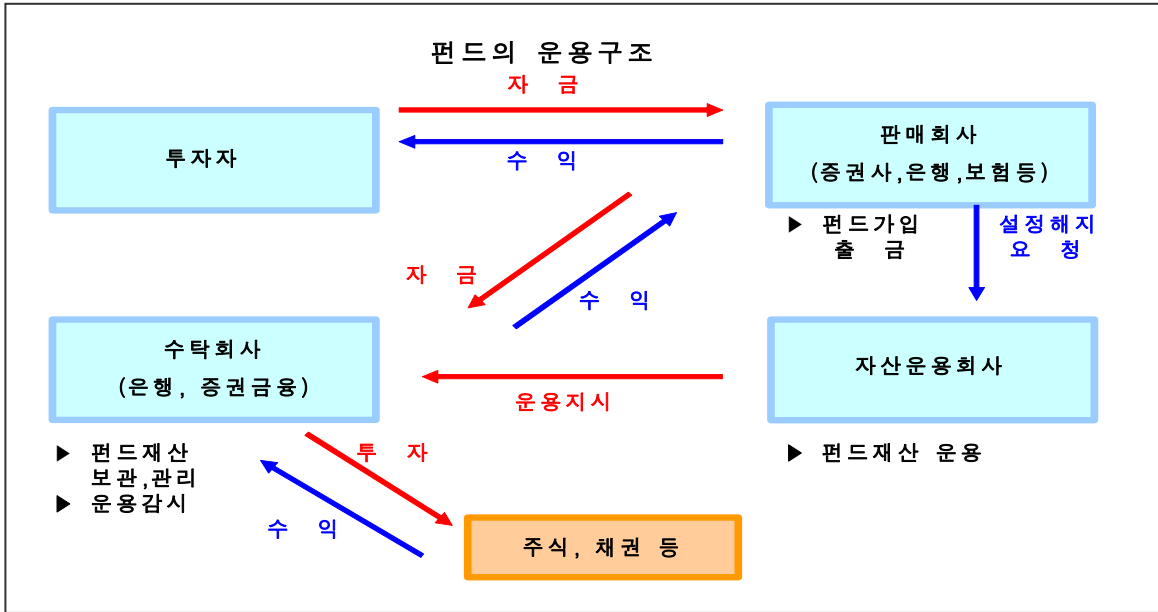 펀드의 운용구조
자 금
투자자
수 익
판매회사
(증권사,은행,보험등)
▶ 펀드가입
출 금
설정해지
요 청
자 금
수 익
수탁회사
(은행, 증권금융)
운용지시
자산운용회사
▶ 펀드재산
보관,관리
▶ 운용감시
투 자
▶ 펀드재산 운용
수 익
주식, 채권 등